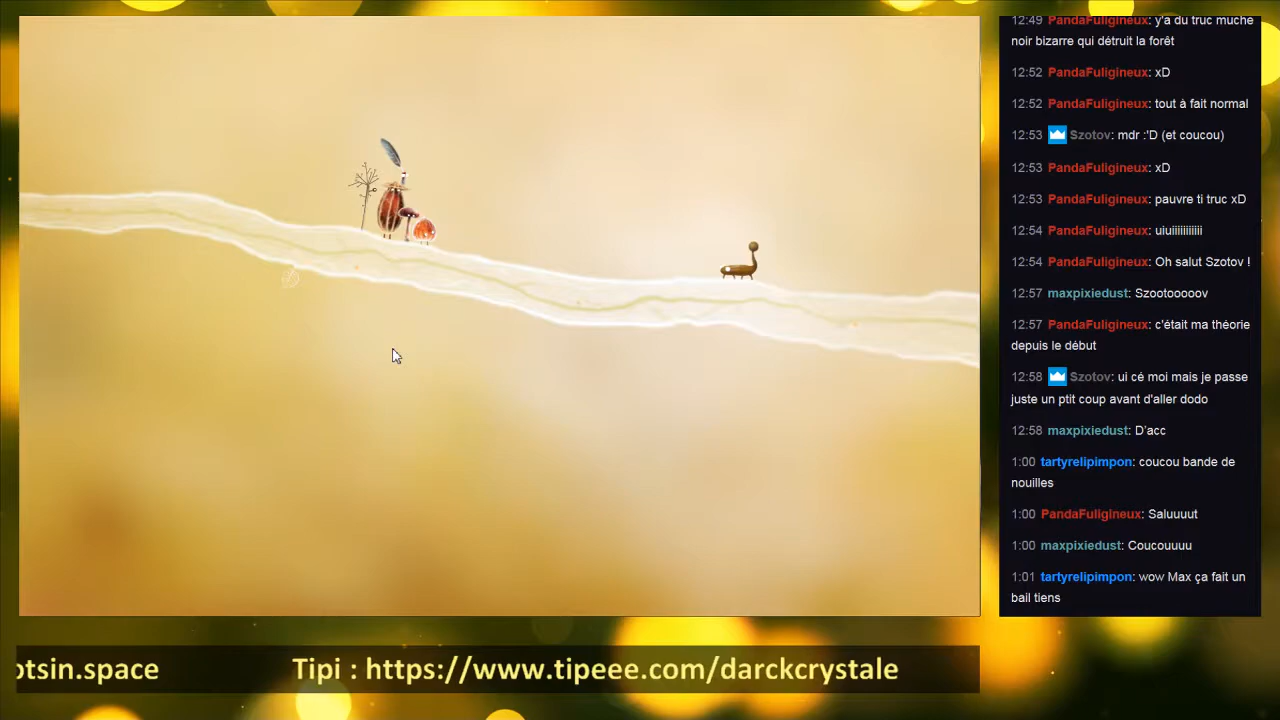 12:49 PandaFuligineux: y'a du truc muche
noir bizarre qui détruit la forêt
12:52 PandaFuligineux: xD
12:52 PandaFuligineux: tout à fait normal
12:53 Szotov: mdr :'D (et coucou)
12:53 PandaFuligineux: xD
12:53 PandaFuligineux: pauvre ti truc xD
12:54 PandaFuligineux: uiuiiiiiiiiiii
12:54 PandaFuligineux: Oh salut Szotov !
12:57 maxpixiedust: Szootooooov
12:57 PandaFuligineux: c'était ma théorie
depuis le début
12:58 Szotov: ui cé moi mais je passe
juste un ptit coup avant d'aller dodo
12:58 maxpixiedust: D'acc
1:00 tartyrelipimpon: coucou bande de
nouilles
1:00 PandaFuligineux: Saluuuut
1:00 maxpixiedust: Coucouuuu
1:01 tartyrelipimpon: wow Max ça fait un
bail tiens
otsin.space Tipi : https://www.tipeee.com/darckcrystale